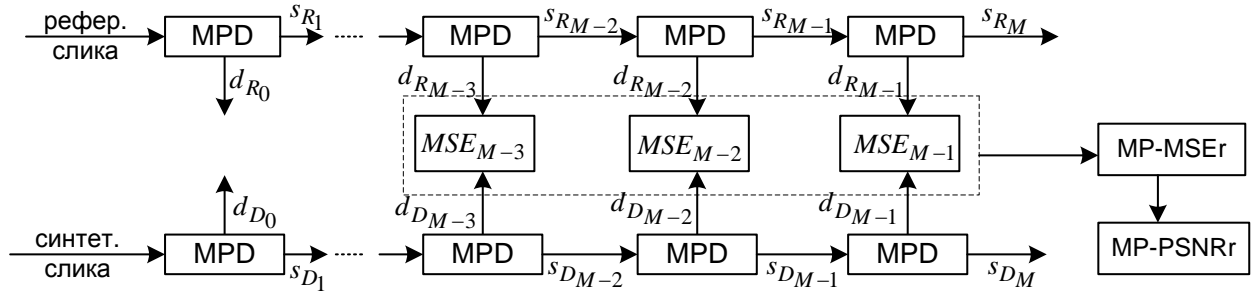 рефер.
слика
MPD
s_{R_1}
MPD
s_{R_{M-2}}
MPD
s_{R_{M-1}}
MPD
s_{R_M}
d_{R_0}
d_{R_{M-3}}
d_{R_{M-2}}
d_{R_{M-1}}
MSE_{M-3}
MSE_{M-2}
MSE_{M-1}
MP-MSEr
d_{D_0}
d_{D_{M-3}}
d_{D_{M-2}}
d_{D_{M-1}}
MP-PSNRr
синтет.
слика
MPD
s_{D_1}
MPD
s_{D_{M-2}}
MPD
s_{D_{M-1}}
MPD
s_{D_M}